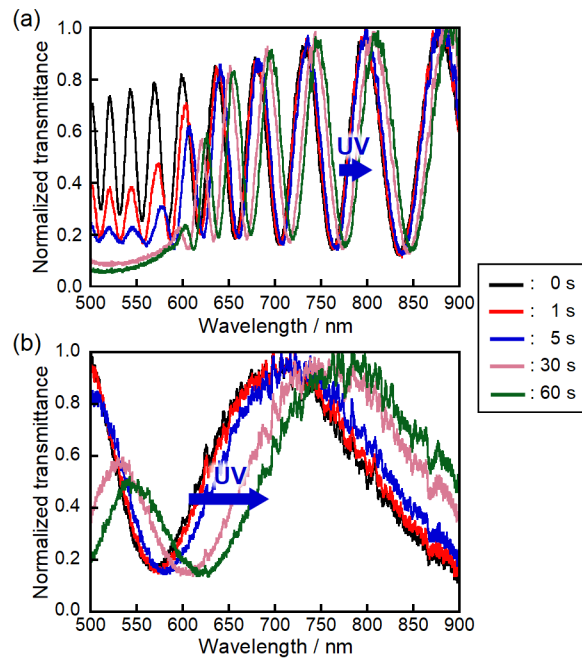 (a)
Normalized transmittance
1.0
0.8
0.6
0.4
0.2
0.0
UV
500 550 600 650 700 750 800 850 900
Wavelength / nm
: 0 s
: 1 s
: 5 s
: 30 s
: 60 s
(b)
Normalized transmittance
1.0
0.8
0.6
0.4
0.2
0.0
UV
500 550 600 650 700 750 800 850 900
Wavelength / nm